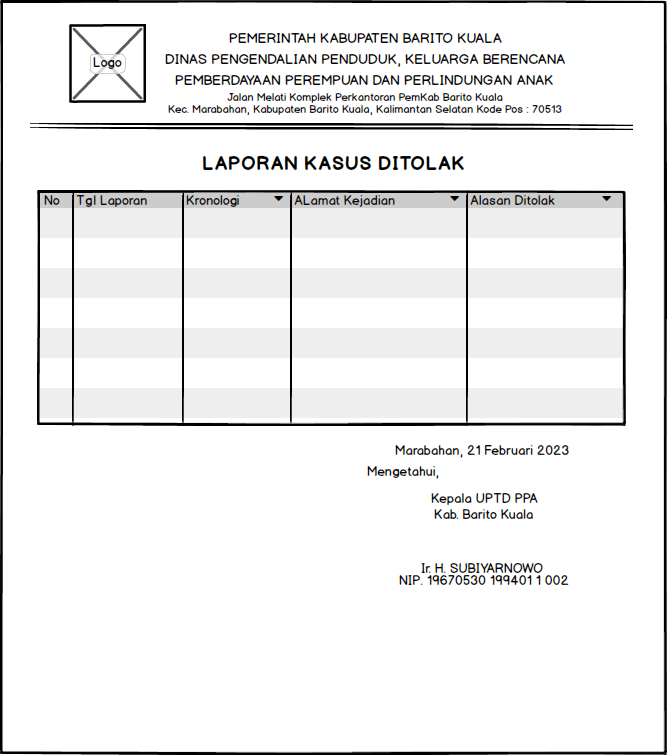 Logo
PEMERINTAH KABUPATEN BARITO KUALA
DINAS PENGENDALIAN PENDUDUK, KELUARGA BERENCANA
PEMBERDAYAAN PEREMPUAN DAN PERLINDUNGAN ANAK
Jalan Melati Komplek Perkantoran PemKab Barito Kuala
Kec. Marabahan, Kabupaten Barito Kuala, Kalimantan Selatan Kode Pos : 70513
LAPORAN KASUS DITOLAK
No Tgl Laporan Kronologi ALamat Kejadian Alasan Ditolak
Marabahan, 21 Februari 2023
Mengetahui,
Kepala UPTD PPA
Kab. Barito Kuala
Ir. H. SUBIYARNOWO
NIP. 19670530 199401 1 002